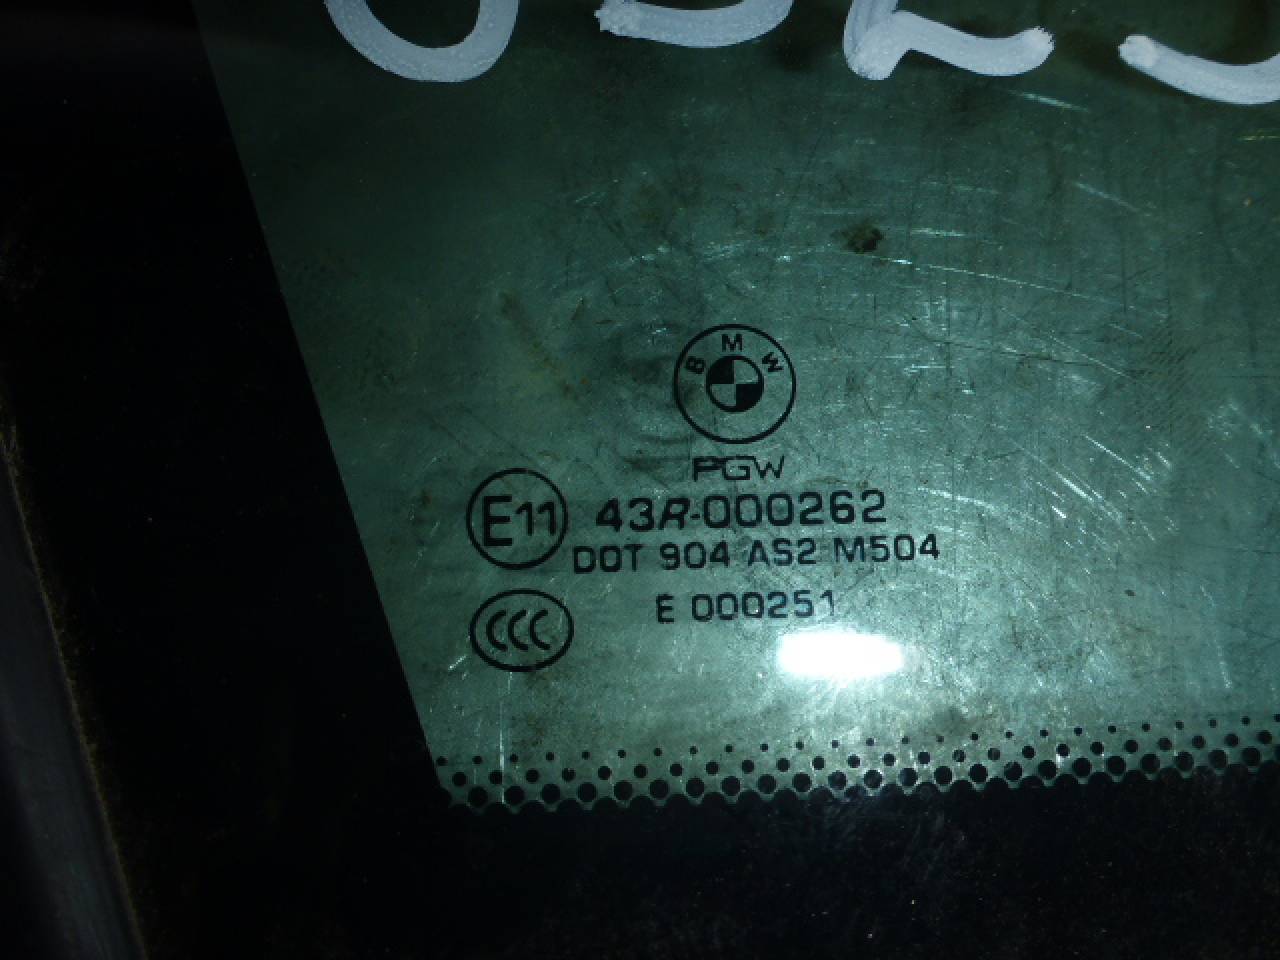 BMW
PGW
E11 43R-000262
DOT 904 AS2 M504
CCC E 000251